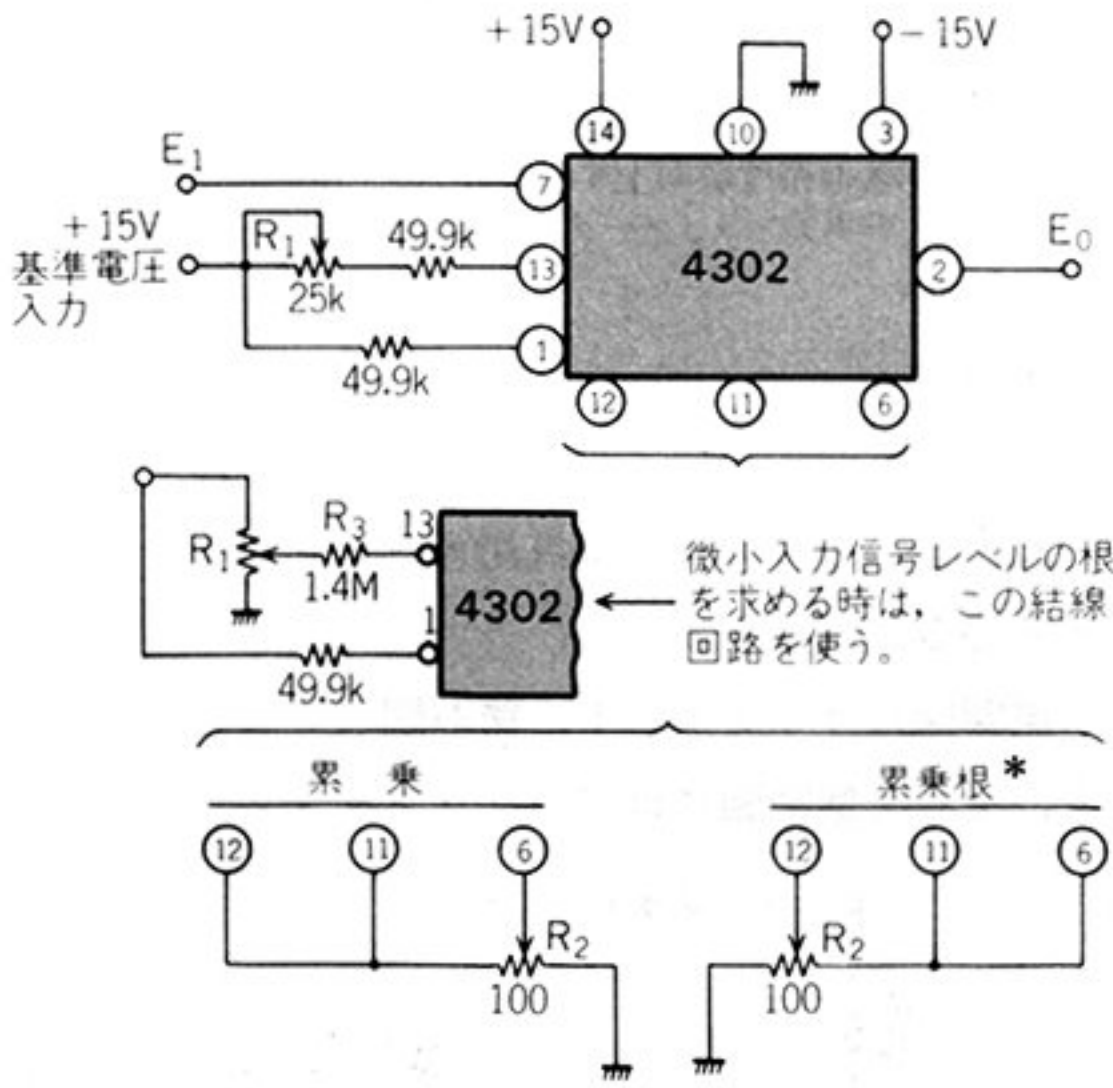 +15V
-15V
14
10
3
E₁
7
+15V
基準電圧
入力
R₁
49.9k
25k
13
4302
E₀
2
49.9k
1
12
11
6
R₁
R₃
1.4M
13
1
4302
49.9k
微小入力信号レベルの根
を求める時は，この結線
回路を使う。
累乗
累乗根*
12
11
6
12
11
6
R₂
100
R₂
100